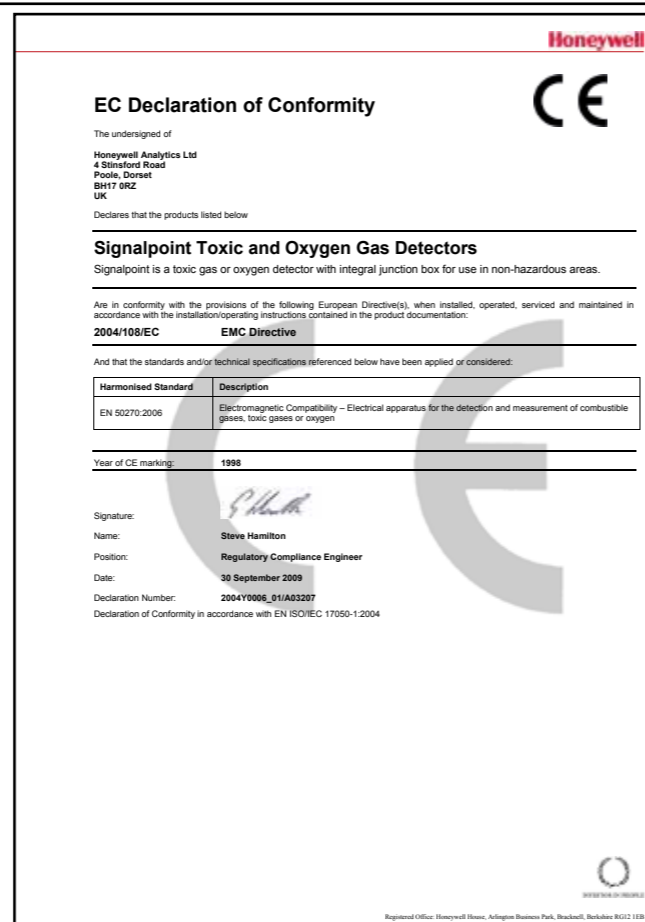 Honeywell
CE
EC Declaration of Conformity
The undersigned of
Honeywell Analytics Ltd
4 Stinsford Road
Poole, Dorset
BH17 0RZ
UK
Declares that the products listed below
Signalpoint Toxic and Oxygen Gas Detectors
Signalpoint is a toxic gas or oxygen detector with integral junction box for use in non-hazardous areas.
Are in conformity with the provisions of the following European Directive(s), when installed, operated, serviced and maintained in
accordance with the installation/operating instructions contained in the product documentation:
2004/108/EC EMC Directive
And that the standards and/or technical specifications referenced below have been applied or considered:
Harmonised Standard Description
EN 50270:2006 Electromagnetic Compatibility – Electrical apparatus for the detection and measurement of combustible
gases, toxic gases or oxygen
Year of CE marking: 1998
Signature:
Name: Steve Hamilton
Position: Regulatory Compliance Engineer
Date: 30 September 2009
Declaration Number: 2004Y0006_01/A03207
Declaration of Conformity in accordance with EN ISO/IEC 17050-1:2004
CE
INVESTOR IN PEOPLE
Registered Office: Honeywell House, Arlington Business Park, Bracknell, Berkshire RG12 1EB